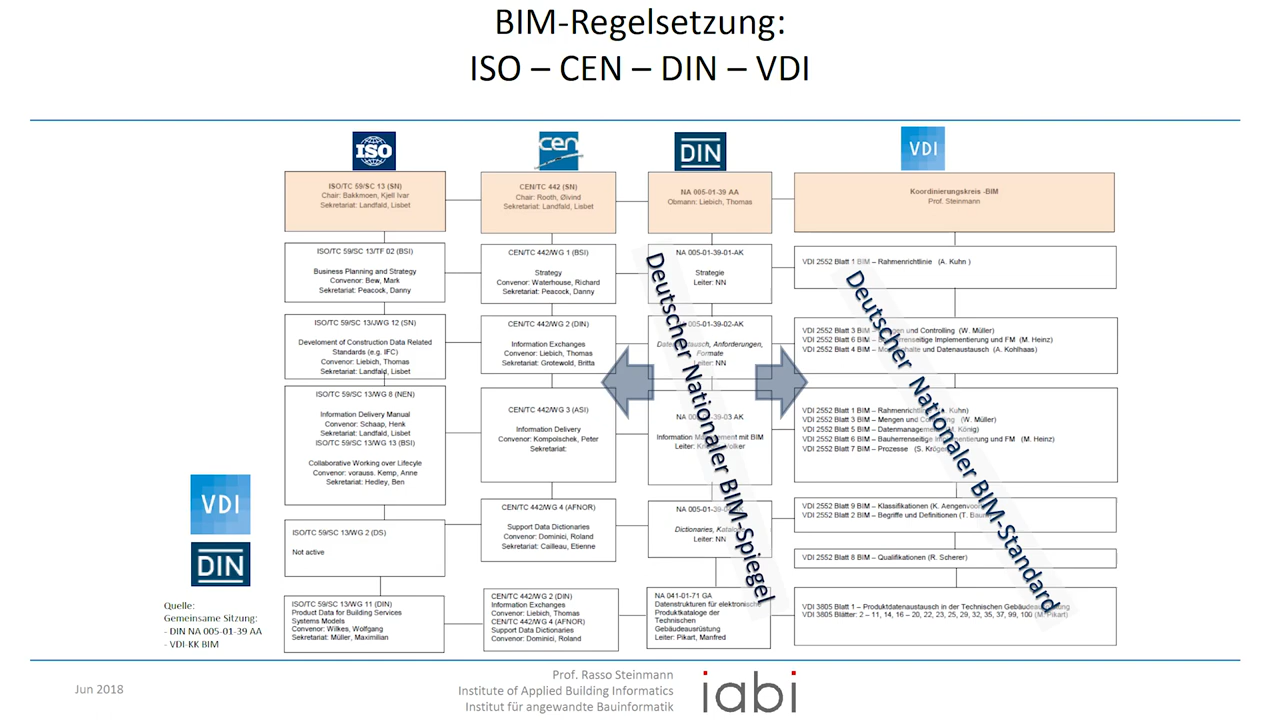 BIM-Regelsetzung:
ISO – CEN – DIN – VDI
ISO
cen
DIN
VDI
ISO/TC 59/SC 13 (SN)
Chair: Bakkmoen, Kjell Ivar
Sekretariat: Landfald, Lisbet
CEN/TC 442 (SN)
Chair: Rooth, Øivind
Sekretariat: Landfald, Lisbet
NA 005-01-39 AA
Obmann: Liebich, Thomas
Koordinierungskreis -BIM
Prof. Steinmann
ISO/TC 59/SC 13/TF 02 (BSI)
Business Planning and Strategy
Convenor: Bew, Mark
Sekretariat: Peacock, Danny
CEN/TC 442/WG 1 (BSI)
Strategy
Convenor: Waterhouse, Richard
Sekretariat: Peacock, Danny
NA 005-01-39-01-AK
Strategie
Leiter: NN
VDI 2552 Blatt 1 BIM – Rahmenrichtlinie (A. Kuhn )
ISO/TC 59/SC 13/JWG 12 (SN)
Develoment of Construction Data Related
Standards (e.g. IFC)
Convenor: Liebich, Thomas
Sekretariat: Landfald, Lisbet
CEN/TC 442/WG 2 (DIN)
Information Exchanges
Convenor: Liebich, Thomas
Sekretariat: Grotewold, Britta
005-01-39-02-AK
Anforderungen,
Formate
Leiter: NN
VDI 2552 Blatt 3 BIM – und Controlling (W. Müller)
VDI 2552 Blatt 6 BIM – Implementierung und FM (M. Heinz)
VDI 2552 Blatt 4 BIM – und Datenaustausch (A. Kohlhaas)
ISO/TC 59/SC 13/WG 8 (NEN)
Information Delivery Manual
Convenor: Schaap, Henk
Sekretariat: Landfald, Lisbet
ISO/TC 59/SC 13/WG 13 (BSI)
Collaborative Working over Lifecyle
Convenor: vorauss. Kemp, Anne
Sekretariat: Hedley, Ben
CEN/TC 442/WG 3 (ASI)
Information Delivery
Convenor: Kompolschek, Peter
Sekretariat:
NA 03 AK
Information mit BIM
Leiter:
VDI 2552 Blatt 1 BIM – Kuhn)
VDI 2552 Blatt 3 BIM – Mengen und (W. Müller)
VDI 2552 Blatt 5 BIM – König)
VDI 2552 Blatt 6 BIM – und FM (M. Heinz)
VDI 2552 Blatt 7 BIM – Prozesse (S.
ISO/TC 59/SC 13/WG 2 (DS)
Not active
CEN/TC 442/WG 4 (AFNOR)
Support Data Dictionaries
Convenor: Dominici, Roland
Sekretariat: Cailleau, Etienne
NA 005-01-39-
Dictionaries,
Leiter: NN
VDI 2552 Blatt 9 BIM – Klassifikationen (K.
VDI 2552 Blatt 2 BIM – Begriffe und Definitionen (T.
VDI 2552 Blatt 8 BIM – Qualifikationen (R. Scherer)
ISO/TC 59/SC 13/WG 11 (DIN)
Product Data for Building Services
Systems Models
Convenor: Wilkes, Wolfgang
Sekretariat: Müller, Maximilian
CEN/TC 442/WG 2 (DIN)
Information Exchanges
Convenor: Liebich, Thomas
CEN/TC 442/WG 4 (AFNOR)
Support Data Dictionaries
Convenor: Dominici, Roland
NA 041-01-71 GA
Datenstrukturen für elektronische
Produktkataloge der
Technischen
Gebäudeausrüstung
Leiter: Pikart, Manfred
VDI 3805 Blatt 1 – Produktdatenaustausch in der Technischen
VDI 3805 Blätter: 2 – 11, 14, 16 – 20, 22, 23, 25, 29, 32, 35, 37, 99, 100 (M. Pikart)
Deutscher Nationaler BIM-Spiegel
Deutscher Nationaler BIM-Standard
VDI
DIN
Quelle:
Gemeinsame Sitzung:
- DIN NA 005-01-39 AA
- VDI-KK BIM
Jun 2018
Prof. Rasso Steinmann
Institute of Applied Building Informatics
Institut für angewandte Bauinformatik
iabi